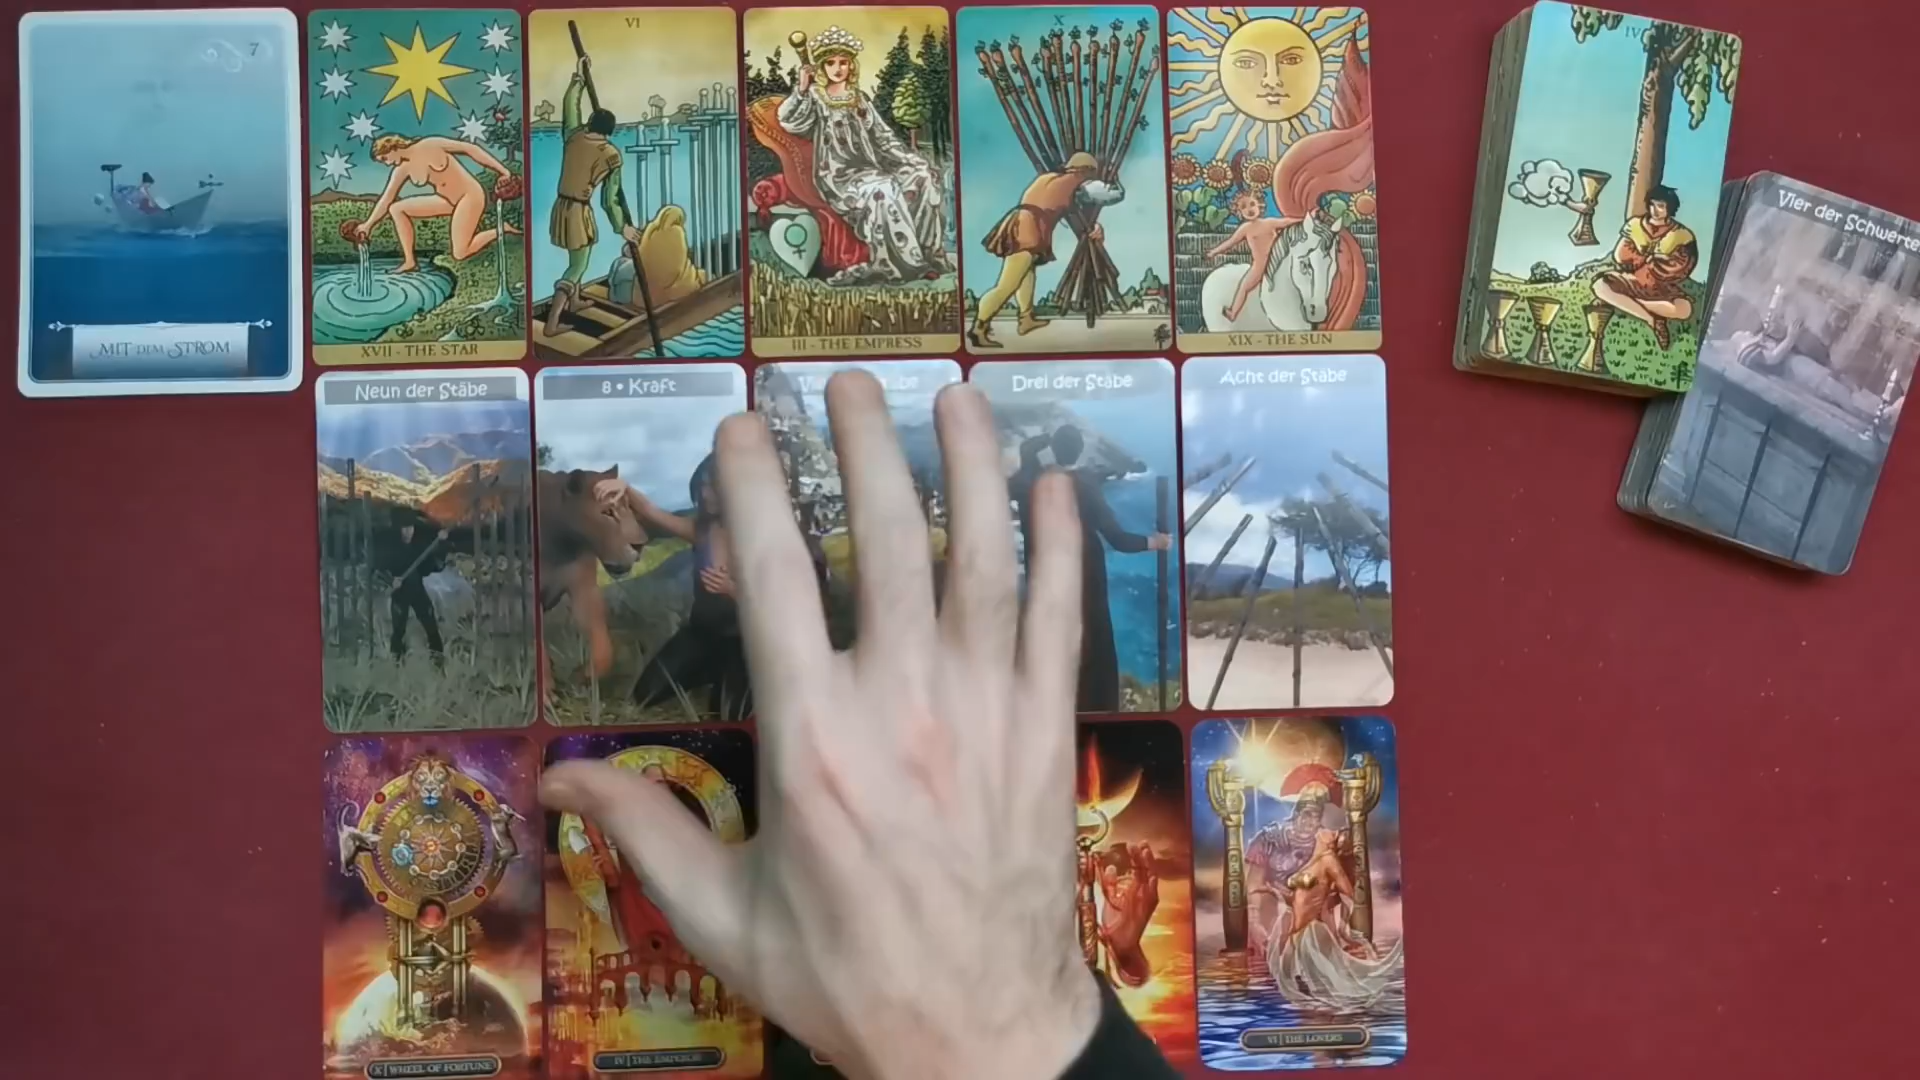 7
MIT DEM STROM
XVII - THE STAR
VI
III - THE EMPRESS
X
XIX - THE SUN
IV
Vier der Schwerte
Neun der Stäbe
8 • Kraft
Drei der Stäbe
Acht der Stäbe
X | WHEEL OF FORTUNE
IV | THE EMPEROR
VI | THE LOVERS